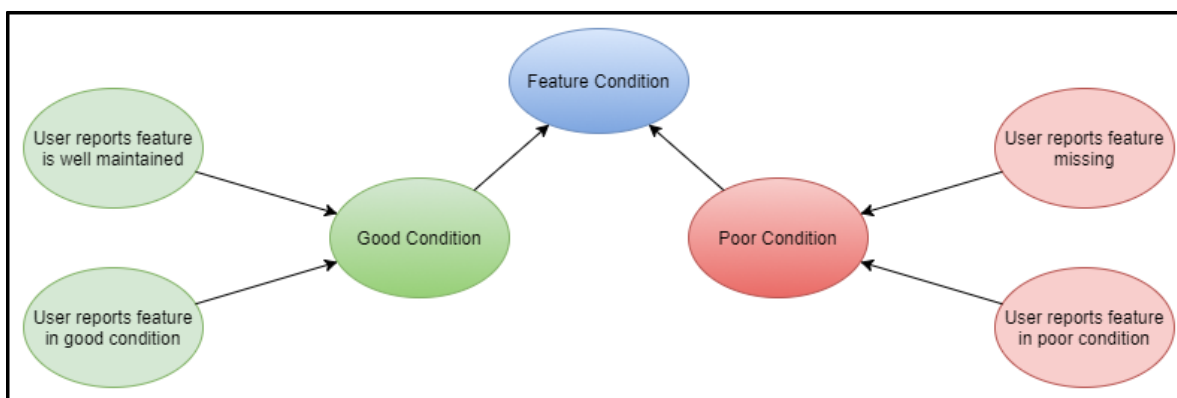 Feature Condition
User reports feature
is well maintained
User reports feature
missing
Good Condition
Poor Condition
User reports feature
in good condition
User reports feature
in poor condition